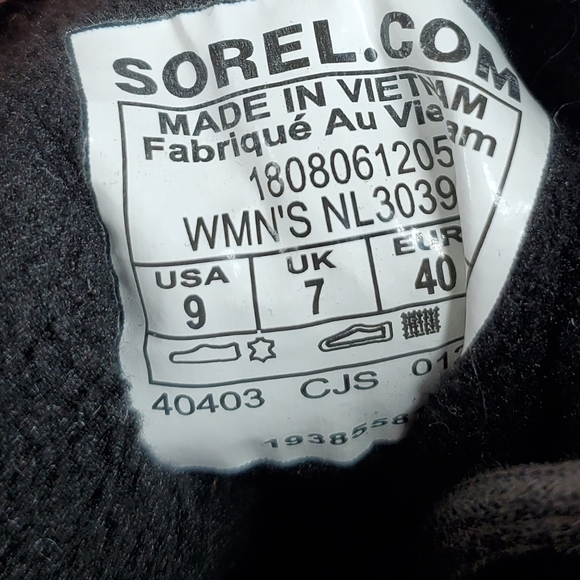 SOREL.COM
MADE IN VIETNAM
Fabriqué Au Vietnam
1808061205
WMN'S NL3039
USA UK EUR
9 7 40
40403 CJS